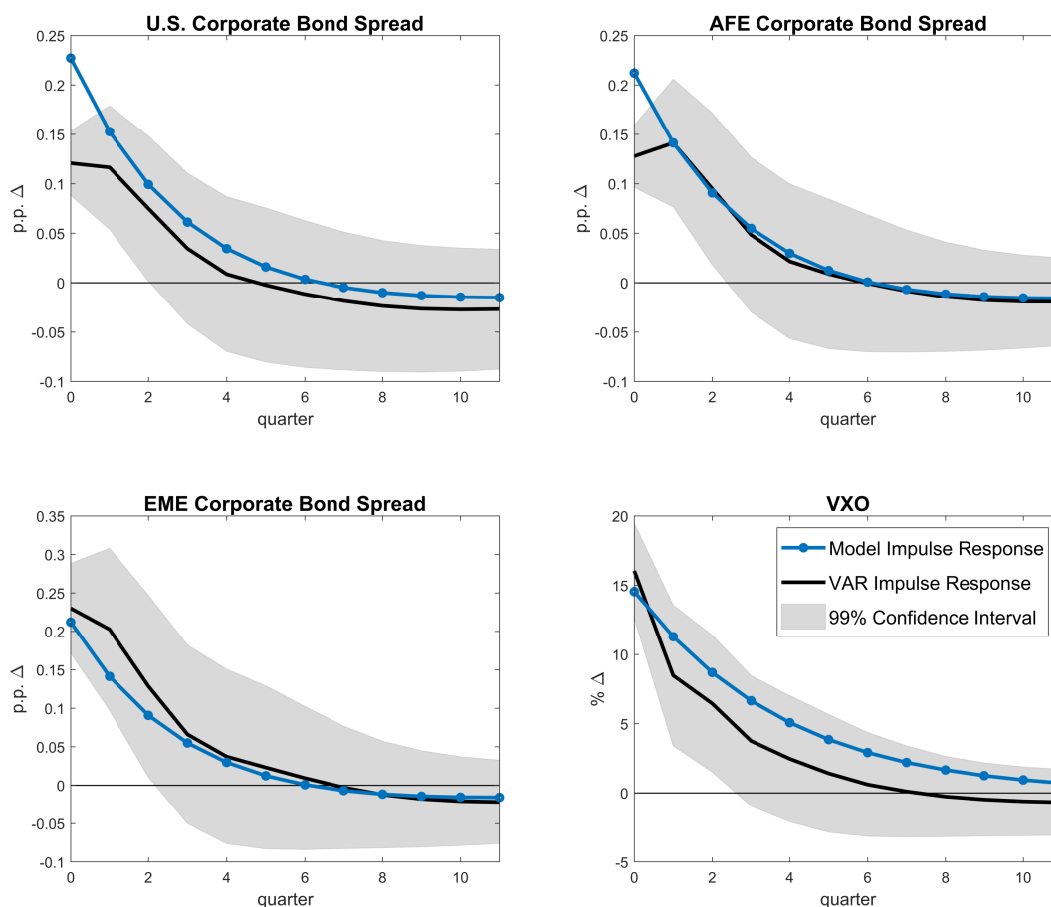 U.S. Corporate Bond Spread
0.25
0.2
0.15
0.1
0.05
0
-0.05
-0.1
p.p. Δ
0 2 4 6 8 10
quarter
AFE Corporate Bond Spread
0.25
0.2
0.15
0.1
0.05
0
-0.05
-0.1
p.p. Δ
0 2 4 6 8 10
quarter
EME Corporate Bond Spread
0.35
0.3
0.25
0.2
0.15
0.1
0.05
0
-0.05
-0.1
p.p. Δ
0 2 4 6 8 10
quarter
VXO
20
15
10
5
0
-5
% Δ
Model Impulse Response
VAR Impulse Response
99% Confidence Interval
0 2 4 6 8 10
quarter